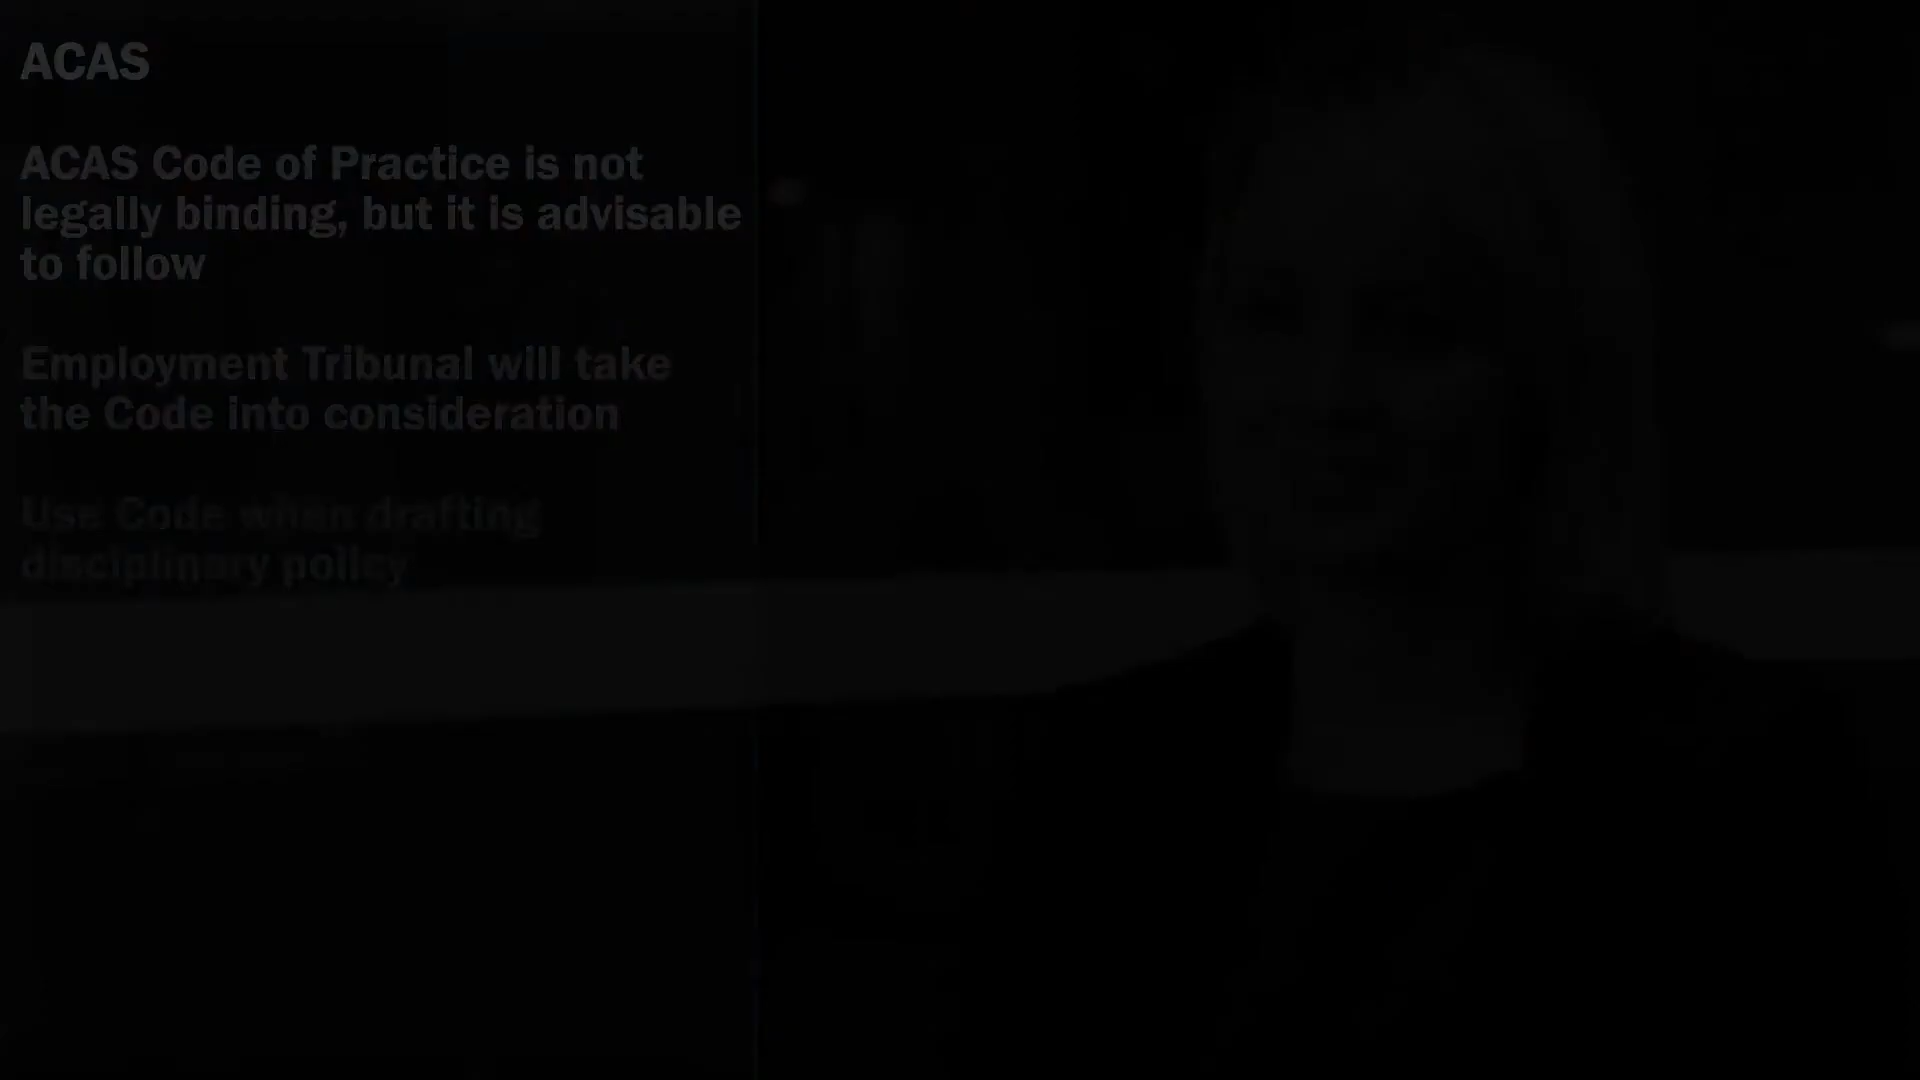 ACAS
ACAS Code of Practice is not
legally binding, but it is advisable
to follow
Employment Tribunal will take
the Code into consideration
Use Code when drafting
disciplinary policy